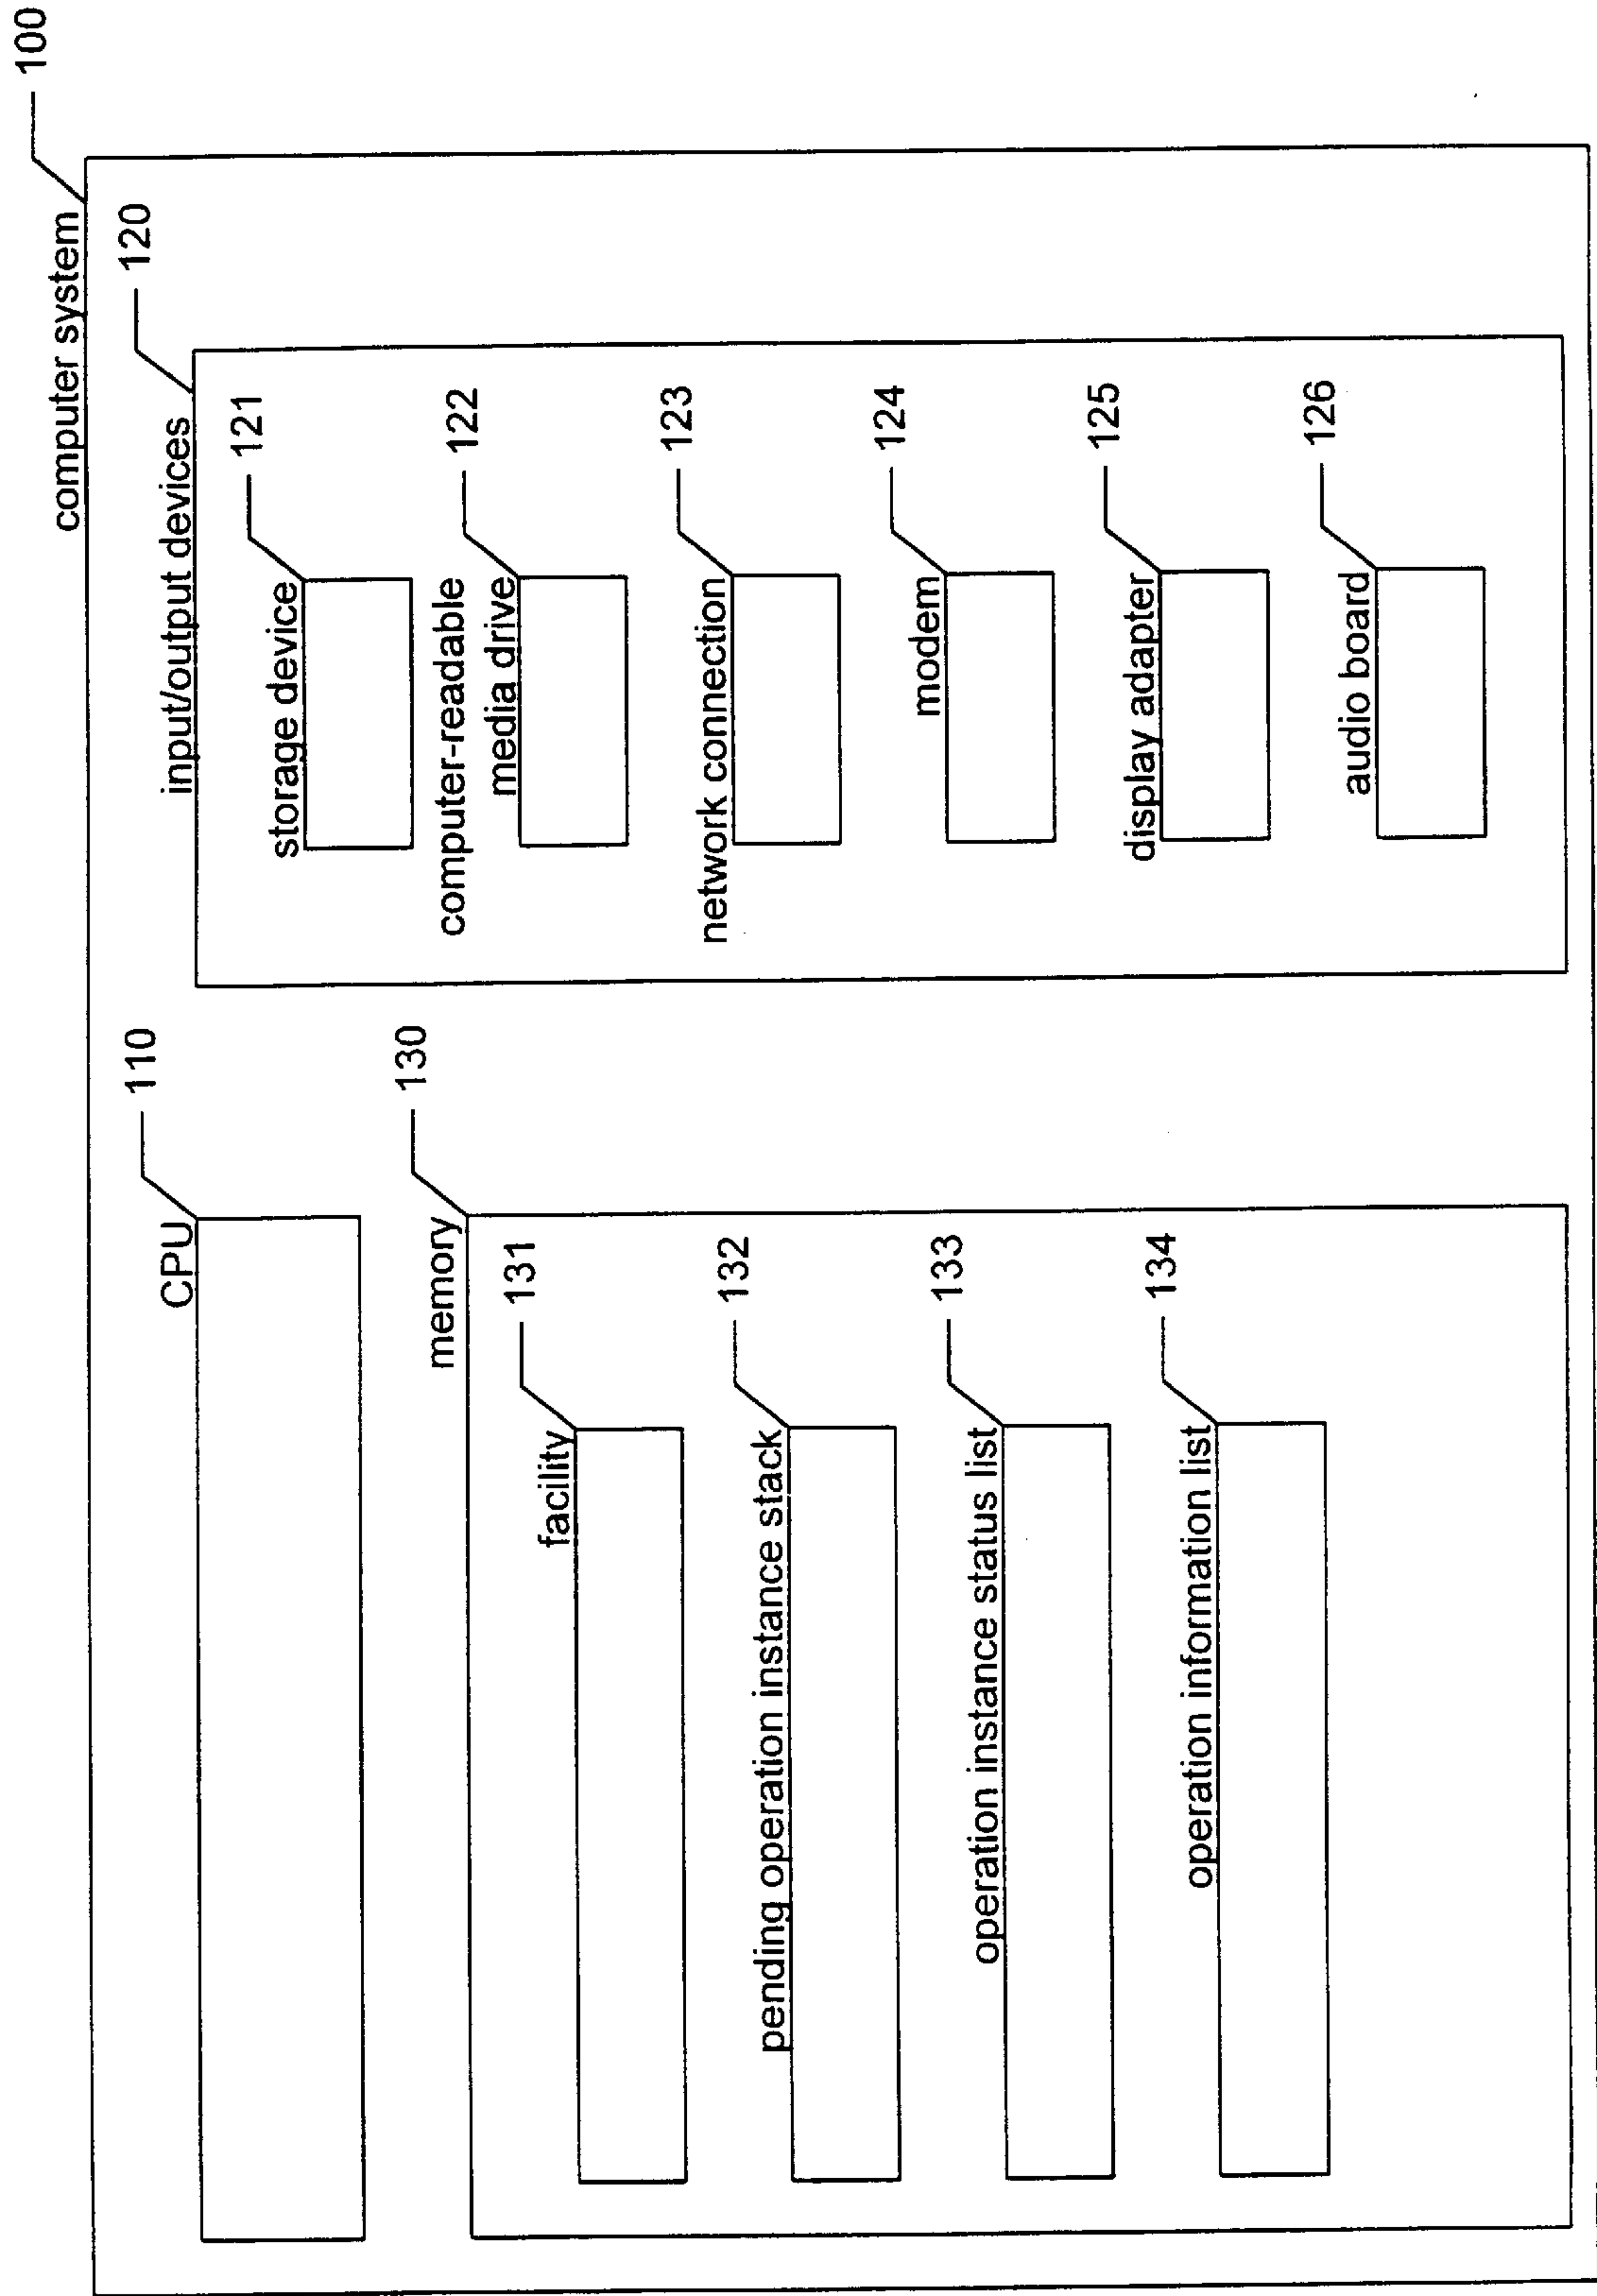 100
computer system
110
CPU
120
input/output devices
121
storage device
122
computer-readable
media drive
123
network connection
124
modem
125
display adapter
126
audio board
130
memory
131
facility
132
pending operation instance stack
133
operation instance status list
134
operation information list